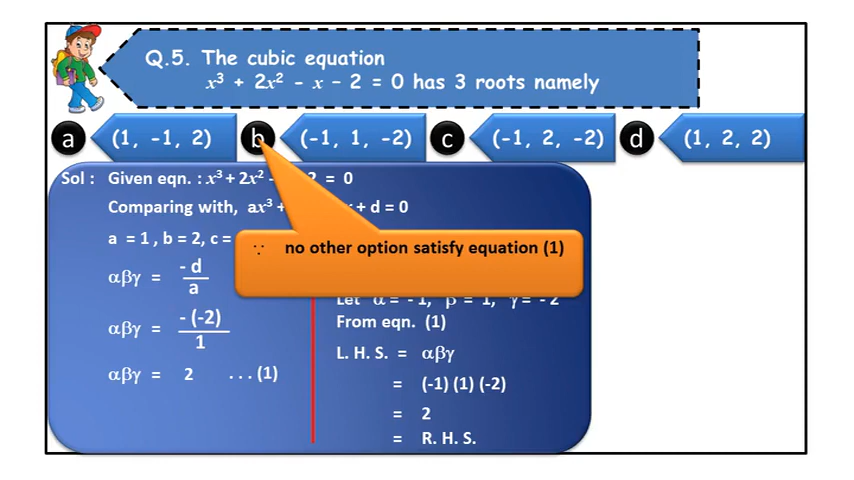 Q.5. The cubic equation
x³ + 2x² - x – 2 = 0 has 3 roots namely
a (1, -1, 2) b (-1, 1, -2) c (-1, 2, -2) d (1, 2, 2)
Sol : Given eqn. : x³ + 2x² - 2 = 0
Comparing with, ax³ + + d = 0
a = 1 , b = 2, c =
∵ no other option satisfy equation (1)
αβγ = - d / a
αβγ = - (-2) / 1
αβγ = 2 . . . (1)
Let α = - 1, β = 1, γ = - 2
From eqn. (1)
L. H. S. = αβγ
= (-1) (1) (-2)
= 2
= R. H. S.